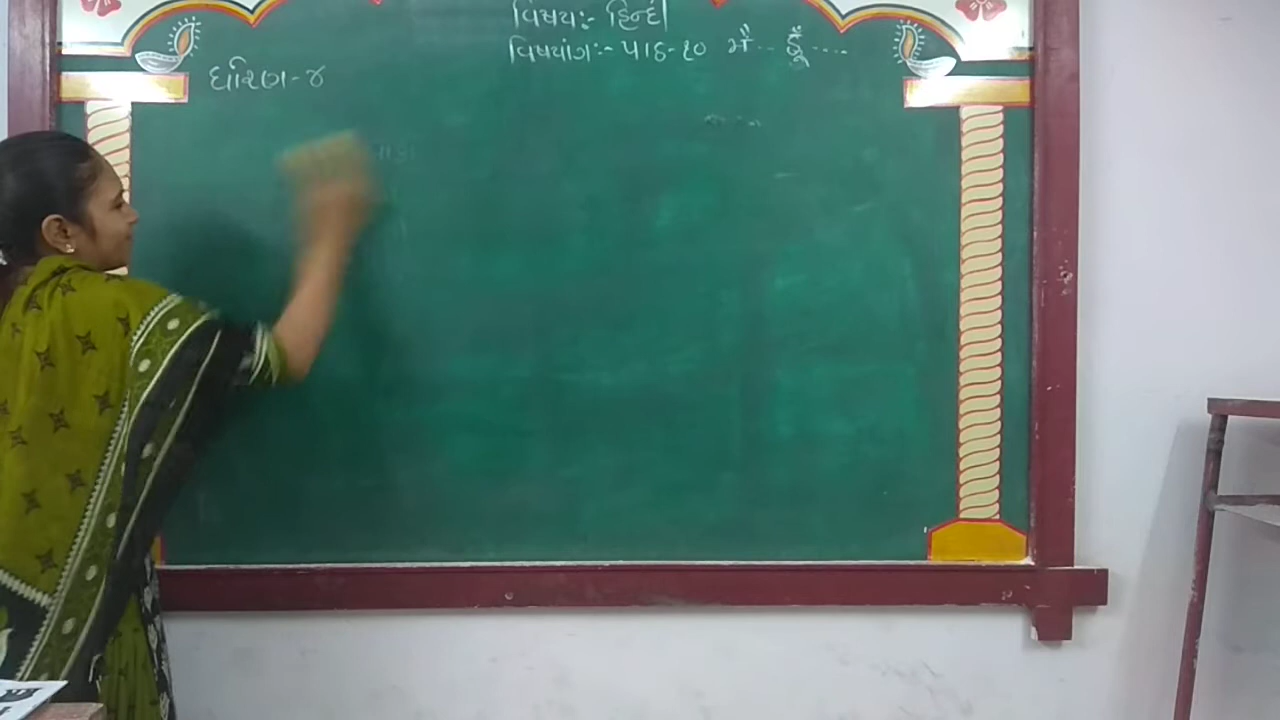 વિષય:- હિન્દી
વિષયાંગ:- પાઠ-૧૦ મૈં... હૂઁ....
ધોરણ-૪